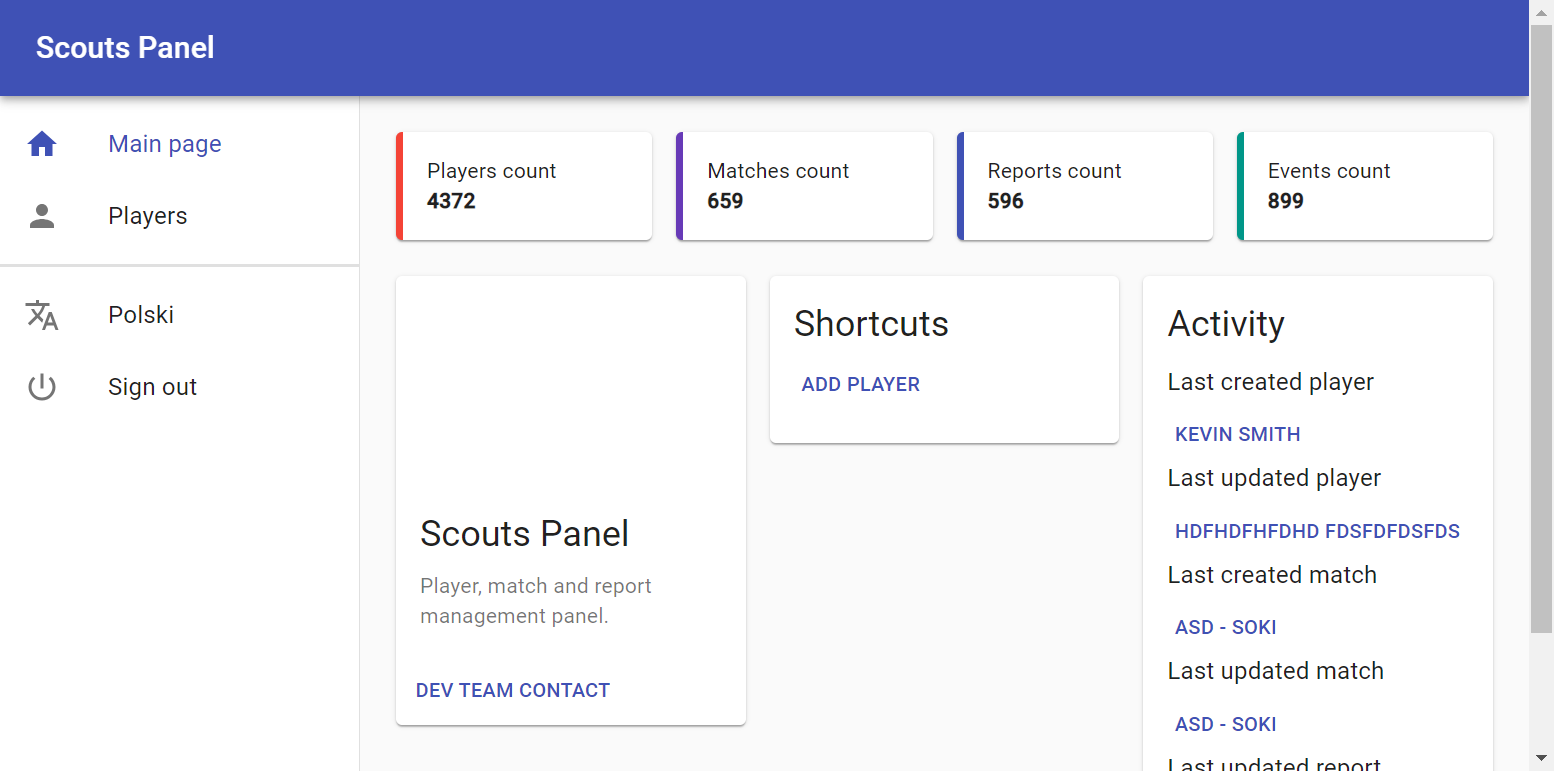 Scouts Panel
Main page
Players
Polski
Sign out
Players count
4372
Matches count
659
Reports count
596
Events count
899
Scouts Panel
Player, match and report
management panel.
DEV TEAM CONTACT
Shortcuts
ADD PLAYER
Activity
Last created player
KEVIN SMITH
Last updated player
HDFHDFHFDHD FDSFDFDSFDS
Last created match
ASD - SOKI
Last updated match
ASD - SOKI
Last updated report